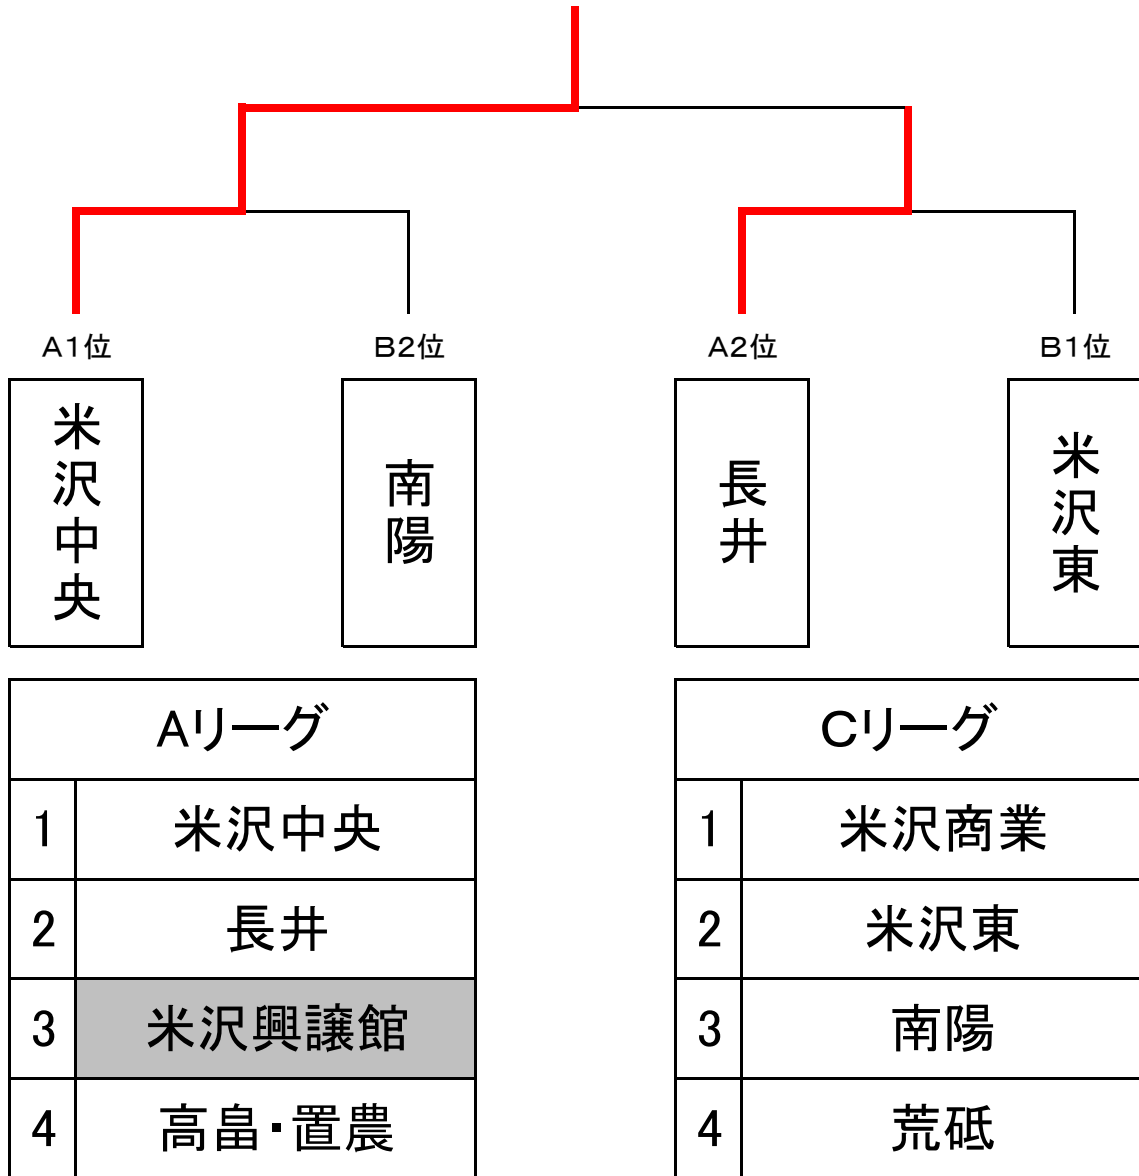 A1位 B2位 A2位 B1位
米沢中央
南陽
長井
米沢東
Aリーグ
1 米沢中央
2 長井
3 米沢興譲館
4 高畠・置農
Cリーグ
1 米沢商業
2 米沢東
3 南陽
4 荒砥